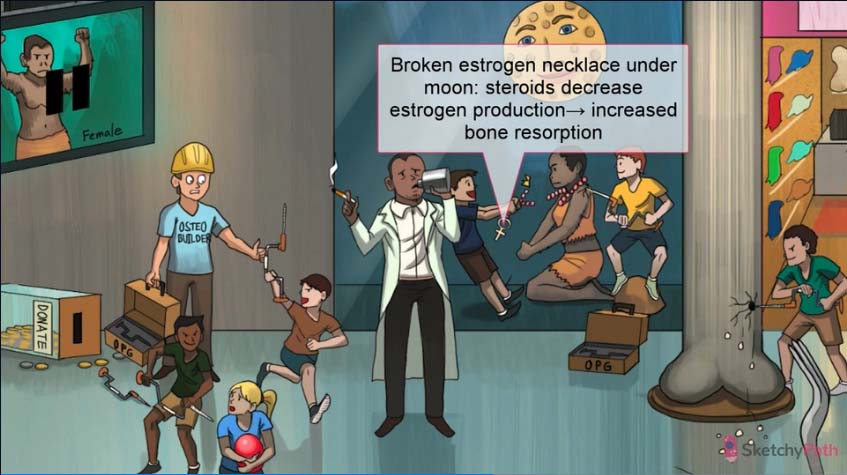 Broken estrogen necklace under
moon: steroids decrease
estrogen production→ increased
bone resorption
Female
OSTEO
BUILDER
DONATE
OPG
OPG
SketchyPath